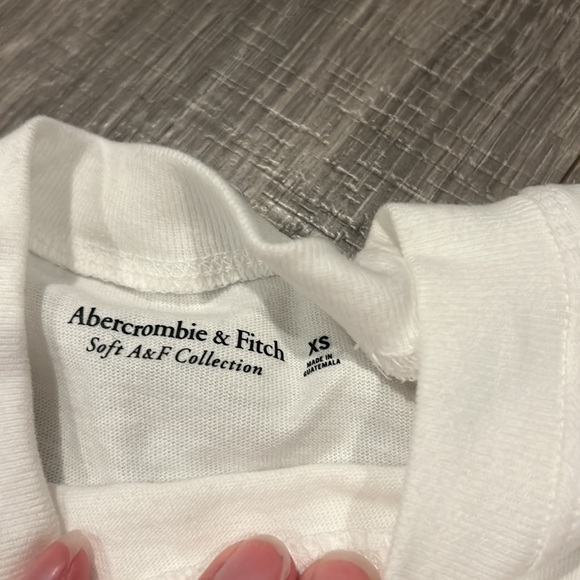 Abercrombie & Fitch
Soft A&F Collection
XS
MADE IN
GUATEMALA